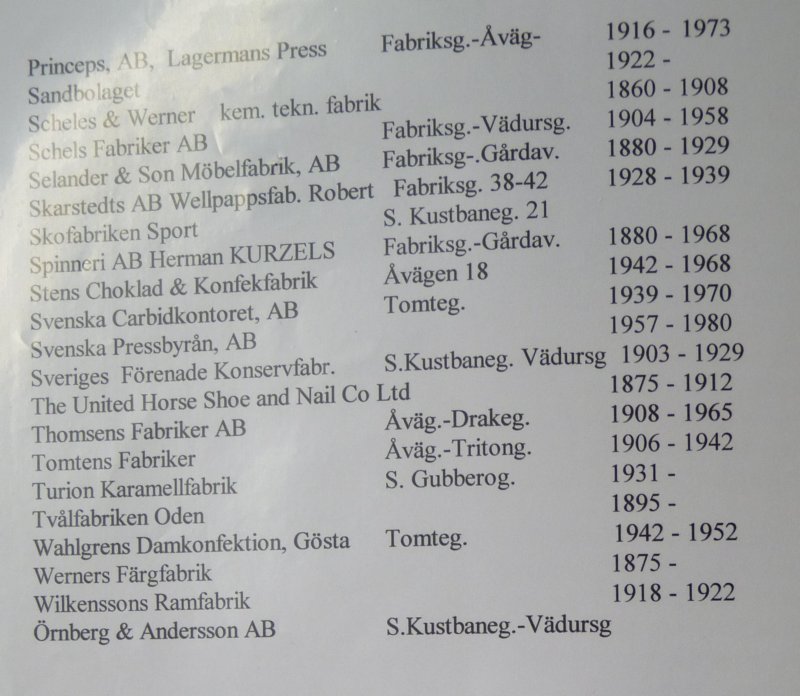 Princeps, AB, Lagermans Press Fabriksg.-Åväg- 1916 - 1973
Sandbolaget 1922 -
Scheles & Werner kem. tekn. fabrik 1860 - 1908
Schels Fabriker AB Fabriksg.-Vädursg. 1904 - 1958
Selander & Son Möbelfabrik, AB Fabriksg-.Gårdav. 1880 - 1929
Skarstedts AB Wellpappsfab. Robert Fabriksg. 38-42 1928 - 1939
Skofabriken Sport S. Kustbaneg. 21
Spinneri AB Herman KURZELS Fabriksg.-Gårdav. 1880 - 1968
Stens Choklad & Konfekfabrik Åvägen 18 1942 - 1968
Svenska Carbidkontoret, AB Tomteg. 1939 - 1970
Svenska Pressbyrån, AB 1957 - 1980
Sveriges Förenade Konservfabr. S.Kustbaneg. Vädursg 1903 - 1929
The United Horse Shoe and Nail Co Ltd 1875 - 1912
Thomsens Fabriker AB Åväg.-Drakeg. 1908 - 1965
Tomtens Fabriker Åväg.-Tritong. 1906 - 1942
Turion Karamellfabrik S. Gubberog. 1931 -
Tvålfabriken Oden 1895 -
Wahlgrens Damkonfektion, Gösta Tomteg. 1942 - 1952
Werners Färgfabrik 1875 -
Wilkenssons Ramfabrik 1918 - 1922
Örnberg & Andersson AB S.Kustbaneg.-Vädursg